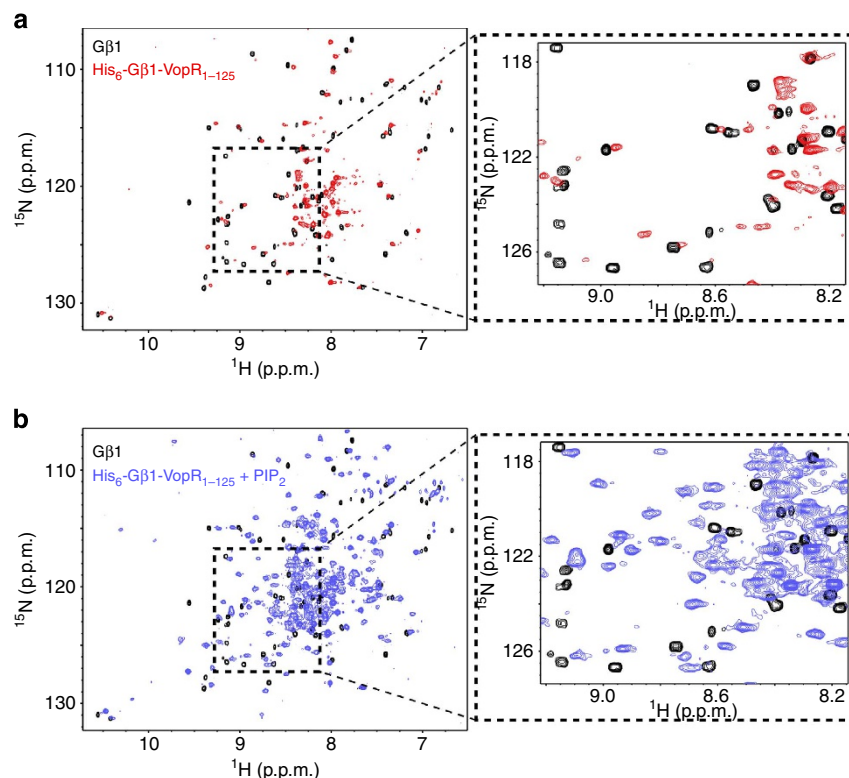 a
Gβ1
His₆-Gβ1-VopR₁₋₁₂₅
110
120
130
¹⁵N (p.p.m.)
10 9 8 7
¹H (p.p.m.)
118
122
126
¹⁵N (p.p.m.)
9.0 8.6 8.2
¹H (p.p.m.)
b
Gβ1
His₆-Gβ1-VopR₁₋₁₂₅ + PIP₂
110
120
130
¹⁵N (p.p.m.)
10 9 8 7
¹H (p.p.m.)
118
122
126
¹⁵N (p.p.m.)
9.0 8.6 8.2
¹H (p.p.m.)